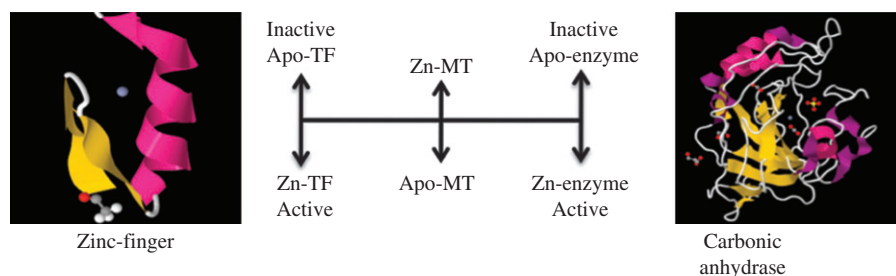 Inactive
Apo-TF
Zn-MT
Inactive
Apo-enzyme
Zn-TF
Active
Apo-MT
Zn-enzyme
Active
Zinc-finger
Carbonic
anhydrase